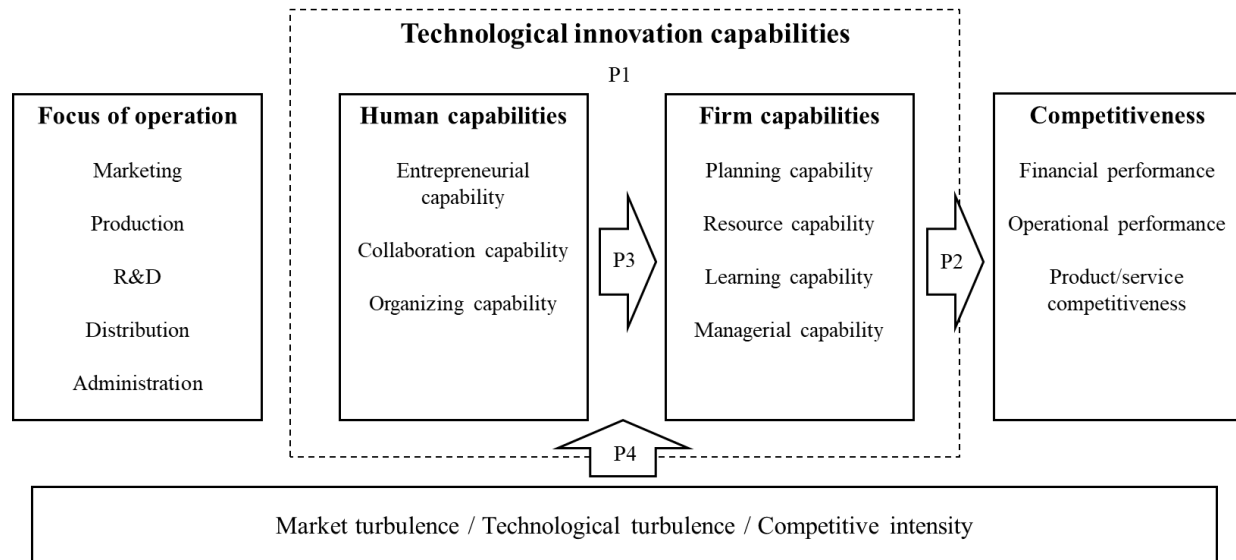 Technological innovation capabilities
P1
Focus of operation
Marketing
Production
R&D
Distribution
Administration
Human capabilities
Entrepreneurial
capability
Collaboration capability
Organizing capability
P3
Firm capabilities
Planning capability
Resource capability
Learning capability
Managerial capability
P2
Competitiveness
Financial performance
Operational performance
Product/service
competitiveness
P4
Market turbulence / Technological turbulence / Competitive intensity